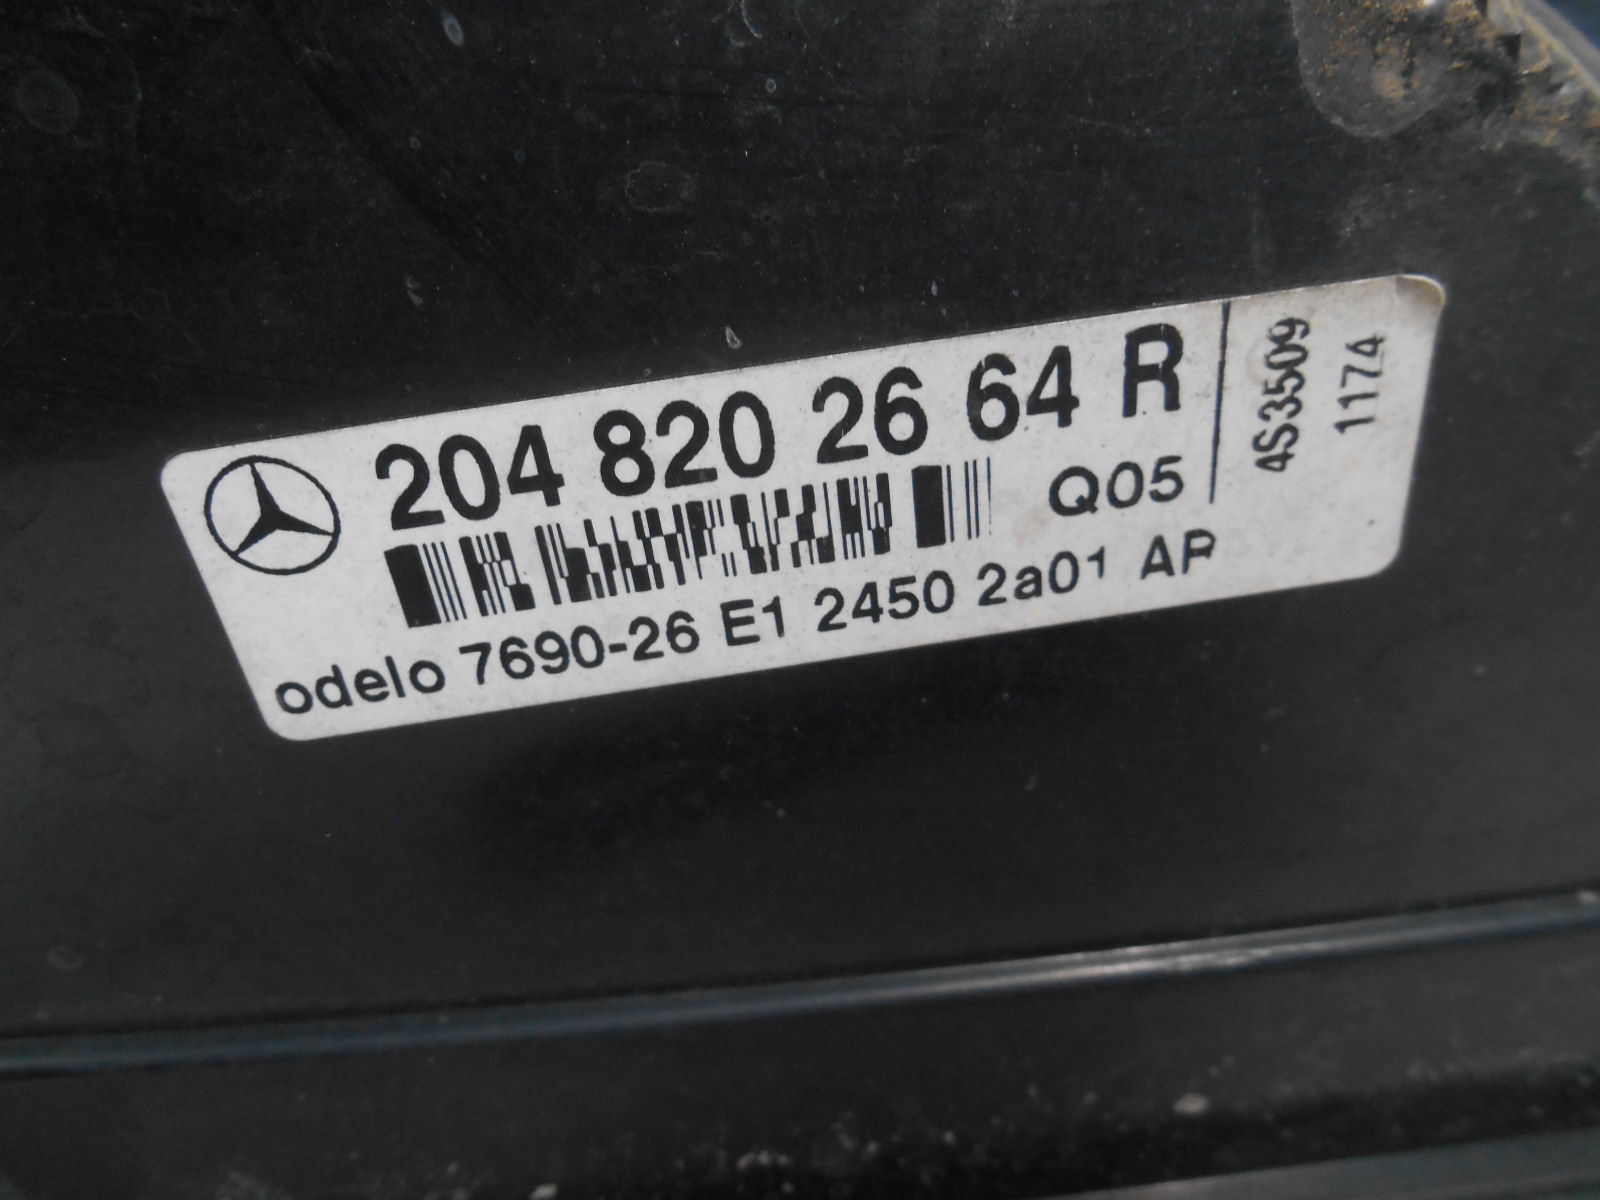 204 820 26 64 R
Q05
odelo 7690-26 E1 2450 2a01 AP
4S3509
1174